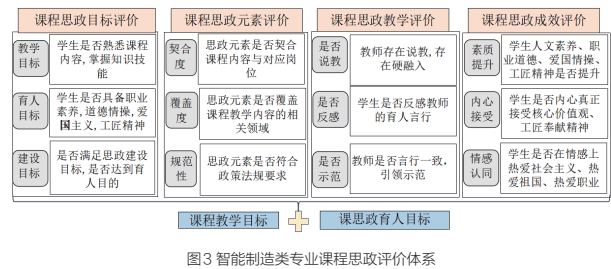 课程思政目标评价
教学
目标
学生是否熟悉课程
内容,掌握知识技
能
育人
目标
学生是否具备职业
素养,道德情操,爱
国主义,工匠精神
建设
目标
是否满足思政建设
目标,是否达到育
人目的
课程思政元素评价
契合
度
思政元素是否契合
课程内容与对应岗
位
覆盖
度
思政元素是否覆盖
课程教学内容的相
关领域
规范
性
思政元素是否符合
政策法规要求
课程思政教学评价
是否
说教
教师存在说教,存
在硬融入
是否
反感
学生是否反感教师
的育人言行
是否
示范
教师是否言行一致,
引领示范
课程思政成效评价
素质
提升
学生人文素养、职
业道德、爱国情操、
工匠精神是否提升
内心
接受
学生是否内心真正
接受核心价值观、
工匠奉献精神
情感
认同
学生是否在情感上
热爱社会主义、热
爱祖国、热爱职业
课程教学目标
课思政育人目标
图3 智能制造类专业课程思政评价体系